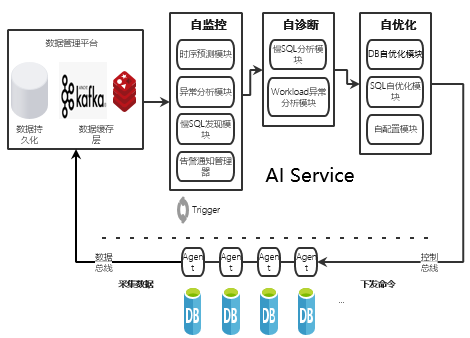 数据管理平台
kafka
数据持
久化
数据缓存
层
自监控
时序预测模块
异常分析模块
慢SQL发现模
块
告警通知管理
器
Trigger
自诊断
慢SQL分析模
块
Workload异常
分析模块
自优化
DB自优化模块
SQL自优化模
块
自配置模块
AI Service
数据
总线
采集数据
Agen
t
Agen
t
Agen
t
Agen
t
下发命令
控制
总线
DB
DB
DB
DB
...